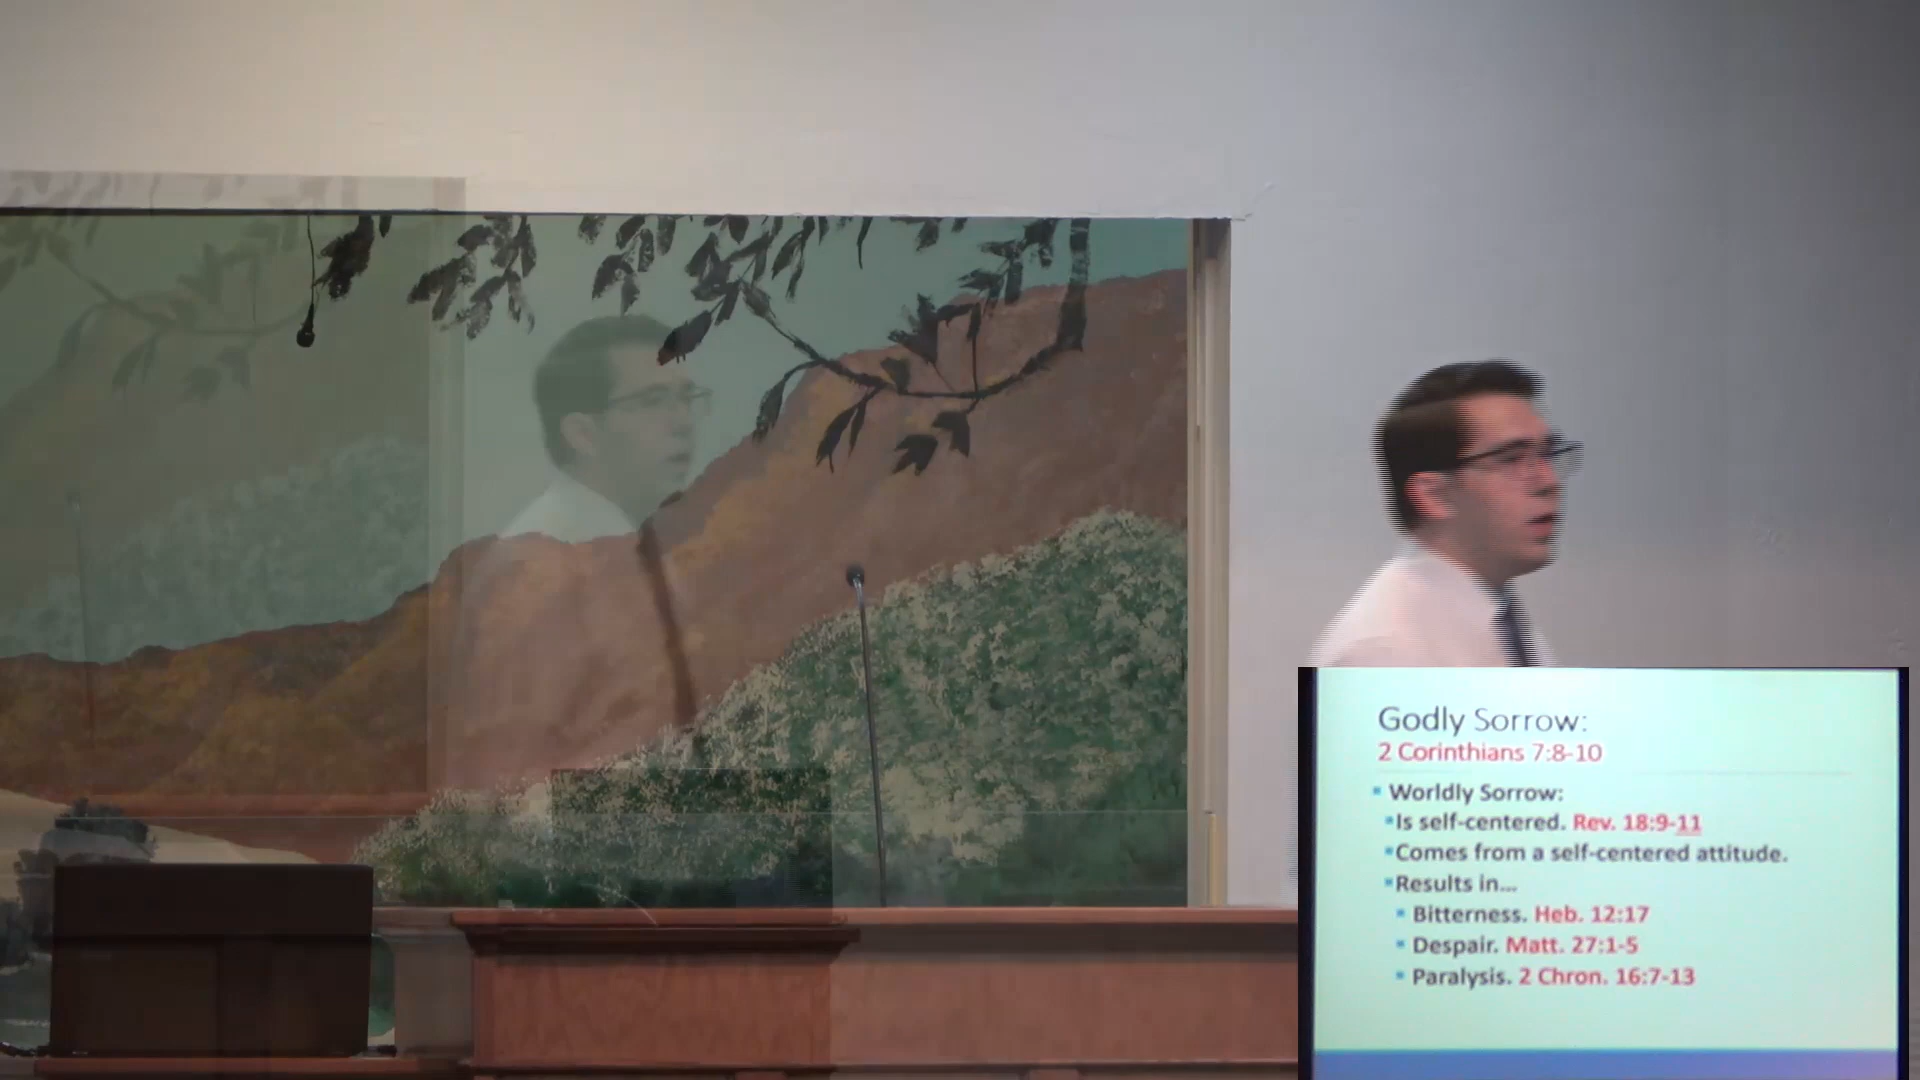 Godly Sorrow:
2 Corinthians 7:8-10
Worldly Sorrow:
Is self-centered. Rev. 18:9-11
Comes from a self-centered attitude.
Results in...
Bitterness. Heb. 12:17
Despair. Matt. 27:1-5
Paralysis. 2 Chron. 16:7-13